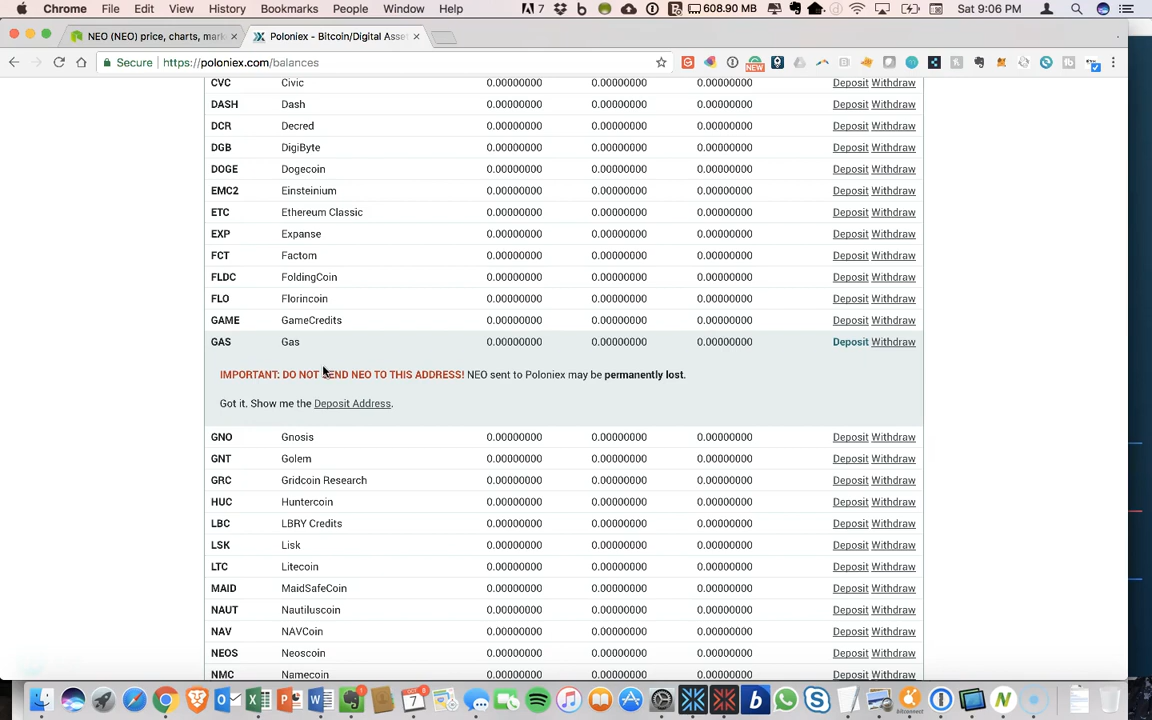 Chrome File Edit View History Bookmarks People Window Help 7 608.90 MB Sat 9:06 PM
NEO (NEO) price, charts, mark × Poloniex - Bitcoin/Digital Asse ×
Secure https://poloniex.com/balances
NEW
CVC Civic 0.00000000 0.00000000 0.00000000 Deposit Withdraw
DASH Dash 0.00000000 0.00000000 0.00000000 Deposit Withdraw
DCR Decred 0.00000000 0.00000000 0.00000000 Deposit Withdraw
DGB DigiByte 0.00000000 0.00000000 0.00000000 Deposit Withdraw
DOGE Dogecoin 0.00000000 0.00000000 0.00000000 Deposit Withdraw
EMC2 Einsteinium 0.00000000 0.00000000 0.00000000 Deposit Withdraw
ETC Ethereum Classic 0.00000000 0.00000000 0.00000000 Deposit Withdraw
EXP Expanse 0.00000000 0.00000000 0.00000000 Deposit Withdraw
FCT Factom 0.00000000 0.00000000 0.00000000 Deposit Withdraw
FLDC FoldingCoin 0.00000000 0.00000000 0.00000000 Deposit Withdraw
FLO Florincoin 0.00000000 0.00000000 0.00000000 Deposit Withdraw
GAME GameCredits 0.00000000 0.00000000 0.00000000 Deposit Withdraw
GAS Gas 0.00000000 0.00000000 0.00000000 Deposit Withdraw
IMPORTANT: DO NOT SEND NEO TO THIS ADDRESS! NEO sent to Poloniex may be permanently lost.
Got it. Show me the Deposit Address.
GNO Gnosis 0.00000000 0.00000000 0.00000000 Deposit Withdraw
GNT Golem 0.00000000 0.00000000 0.00000000 Deposit Withdraw
GRC Gridcoin Research 0.00000000 0.00000000 0.00000000 Deposit Withdraw
HUC Huntercoin 0.00000000 0.00000000 0.00000000 Deposit Withdraw
LBC LBRY Credits 0.00000000 0.00000000 0.00000000 Deposit Withdraw
LSK Lisk 0.00000000 0.00000000 0.00000000 Deposit Withdraw
LTC Litecoin 0.00000000 0.00000000 0.00000000 Deposit Withdraw
MAID MaidSafeCoin 0.00000000 0.00000000 0.00000000 Deposit Withdraw
NAUT Nautiluscoin 0.00000000 0.00000000 0.00000000 Deposit Withdraw
NAV NAVCoin 0.00000000 0.00000000 0.00000000 Deposit Withdraw
NEOS Neoscoin 0.00000000 0.00000000 0.00000000 Deposit Withdraw
NMC Namecoin 0.00000000 0.00000000 0.00000000 Deposit Withdraw